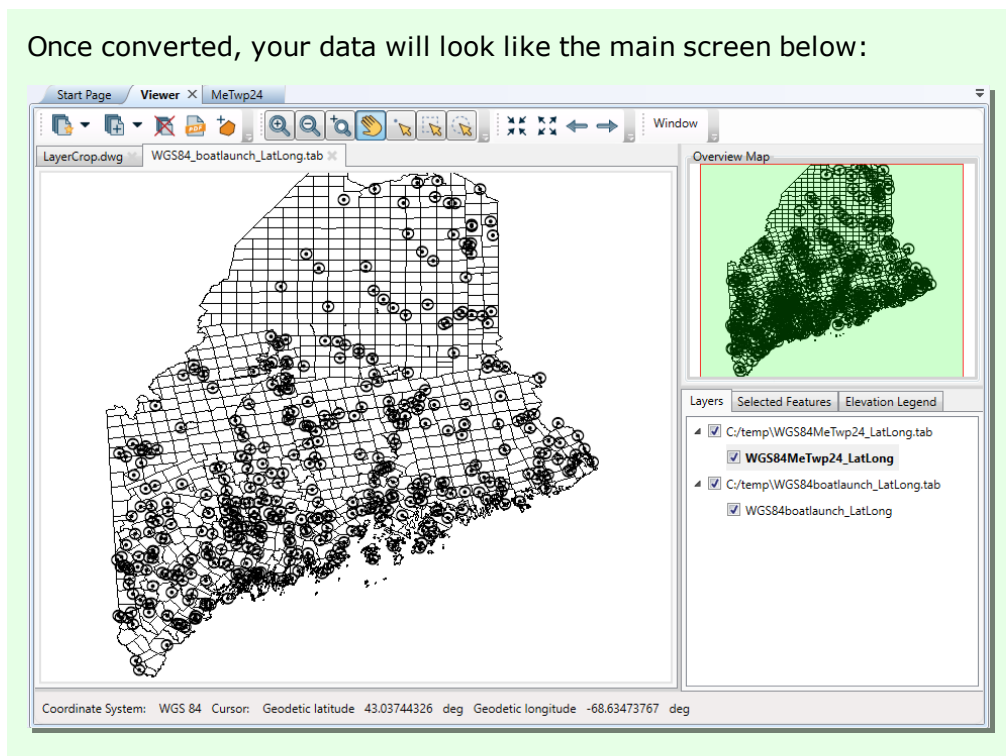 Once converted, your data will look like the main screen below:
Start Page Viewer MeTwp24
Window
LayerCrop.dwg WGS84_boatlaunch_LatLong.tab
Overview Map
Layers Selected Features Elevation Legend
C:/temp\WGS84MeTwp24_LatLong.tab
WGS84MeTwp24_LatLong
C:/temp\WGS84boatlaunch_LatLong.tab
WGS84boatlaunch_LatLong
Coordinate System: WGS 84 Cursor: Geodetic latitude 43.03744326 deg Geodetic longitude -68.63473767 deg